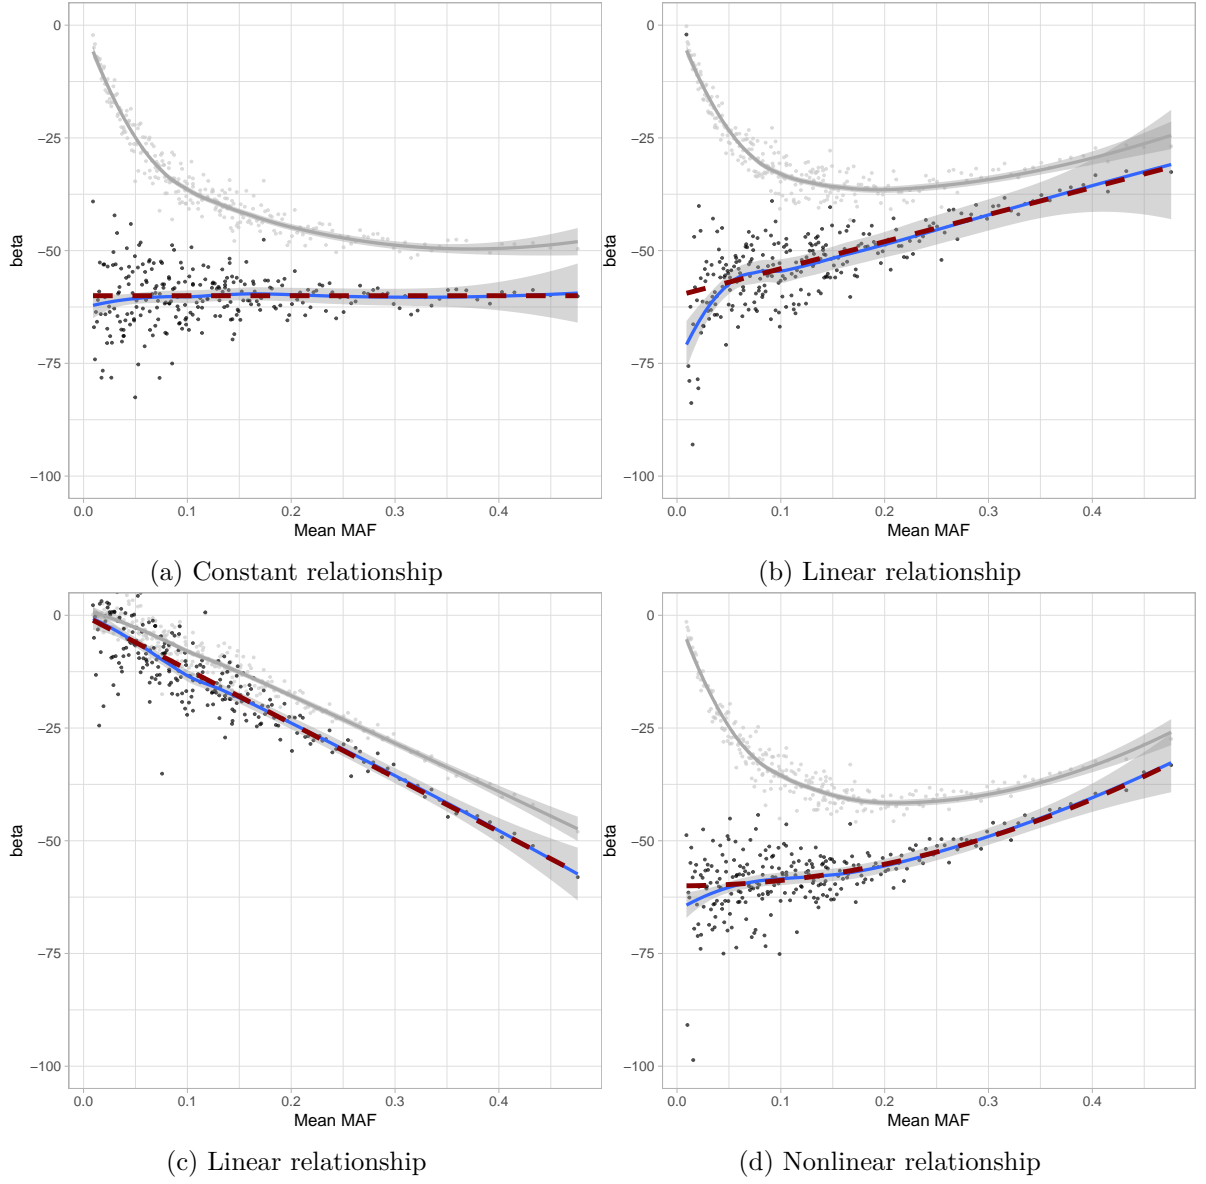 0
−25
−50
−75
−100
beta
0.0 0.1 0.2 0.3 0.4
Mean MAF
(a) Constant relationship
0
−25
−50
−75
−100
beta
0.0 0.1 0.2 0.3 0.4
Mean MAF
(b) Linear relationship
0
−25
−50
−75
−100
beta
0.0 0.1 0.2 0.3 0.4
Mean MAF
(c) Linear relationship
0
−25
−50
−75
−100
beta
0.0 0.1 0.2 0.3 0.4
Mean MAF
(d) Nonlinear relationship